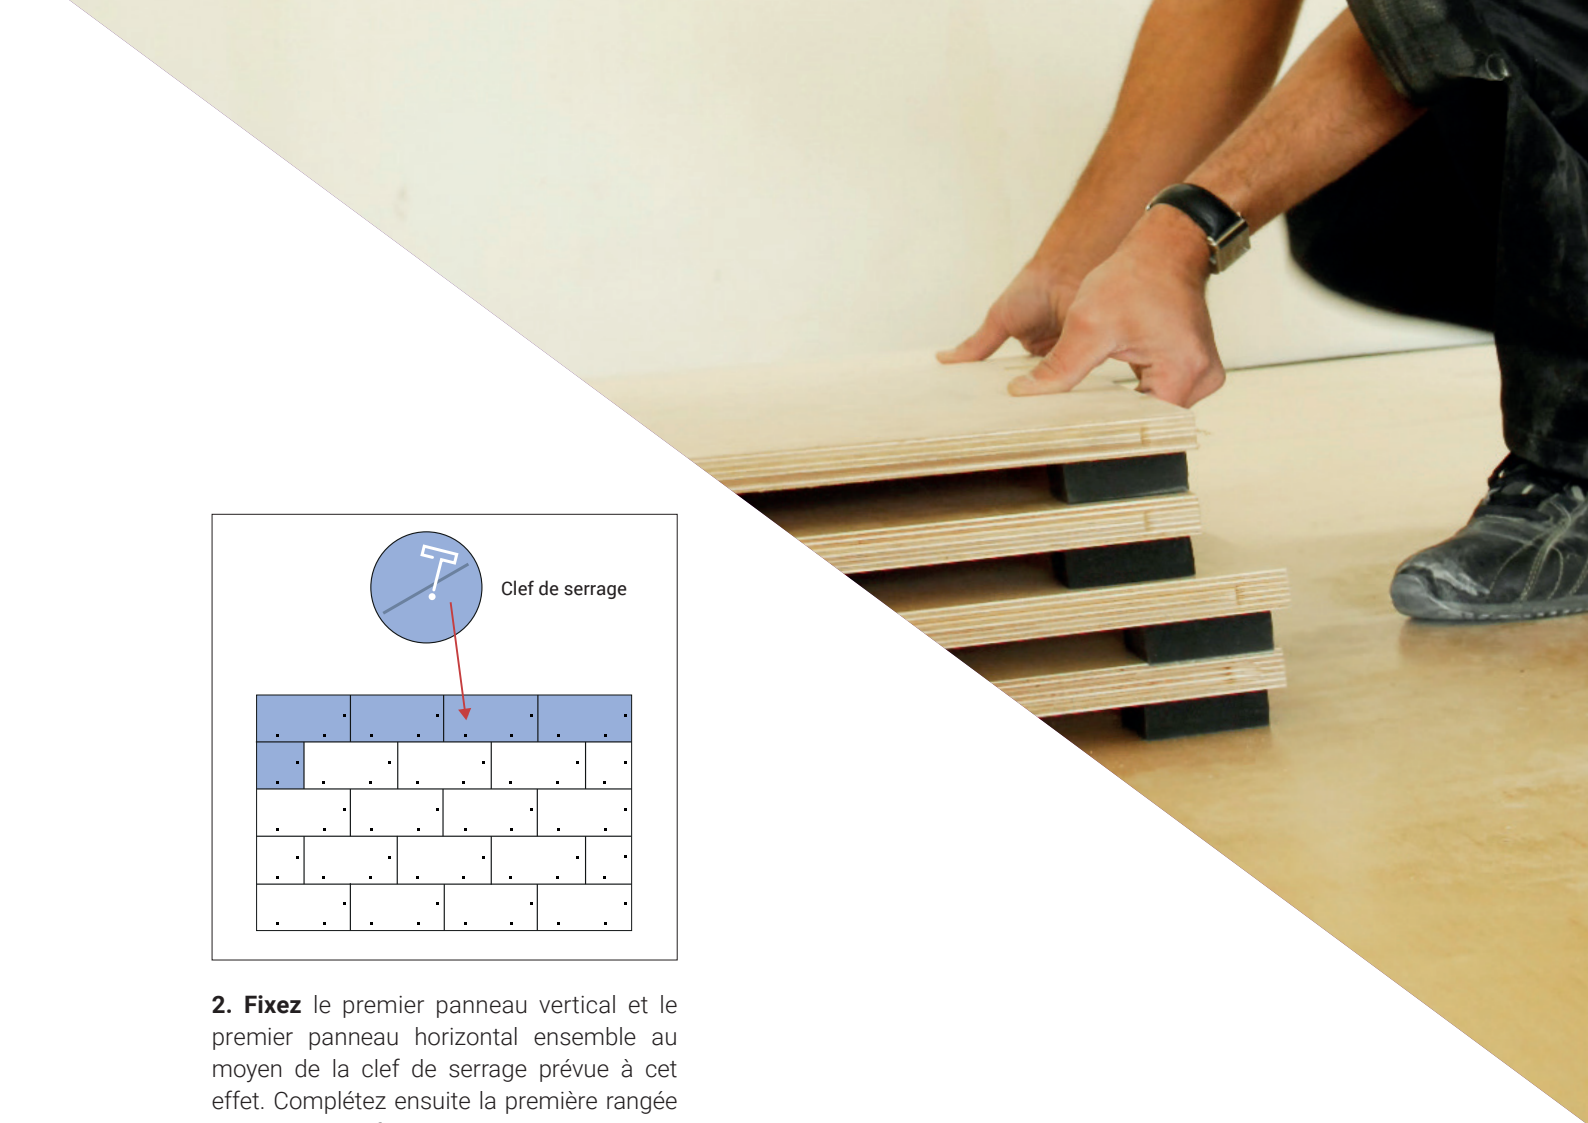 Clef de serrage
2. Fixez le premier panneau vertical et le
premier panneau horizontal ensemble au
moyen de la clef de serrage prévue à cet
effet. Complétez ensuite la première rangée